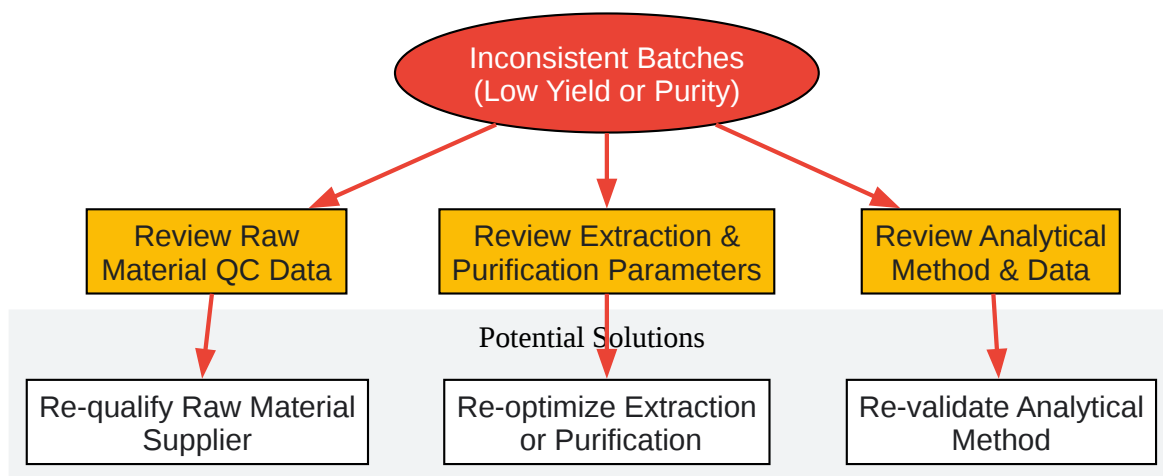 Inconsistent Batches
(Low Yield or Purity)
Review Raw
Material QC Data
Review Extraction &
Purification Parameters
Review Analytical
Method & Data
Potential Solutions
Re-qualify Raw Material
Supplier
Re-optimize Extraction
or Purification
Re-validate Analytical
Method